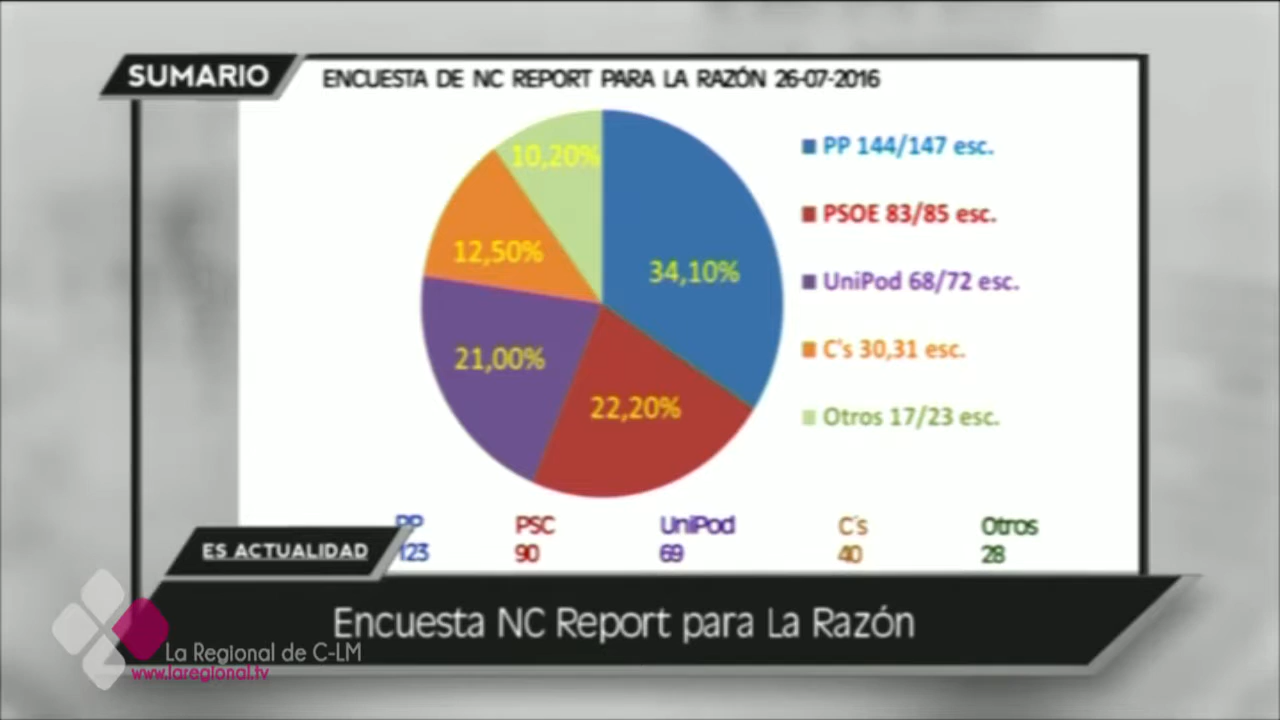 SUMARIO
ENCUESTA DE NC REPORT PARA LA RAZÓN 26-07-2016
10,20%
12,50%
34,10%
21,00%
22,20%
PP 144/147 esc.
PSOE 83/85 esc.
UniPod 68/72 esc.
C's 30,31 esc.
Otros 17/23 esc.
PP PSC UniPod C´s Otros
123 90 69 40 28
ES ACTUALIDAD
Encuesta NC Report para La Razón
La Regional de C-LM
www.laregional.tv